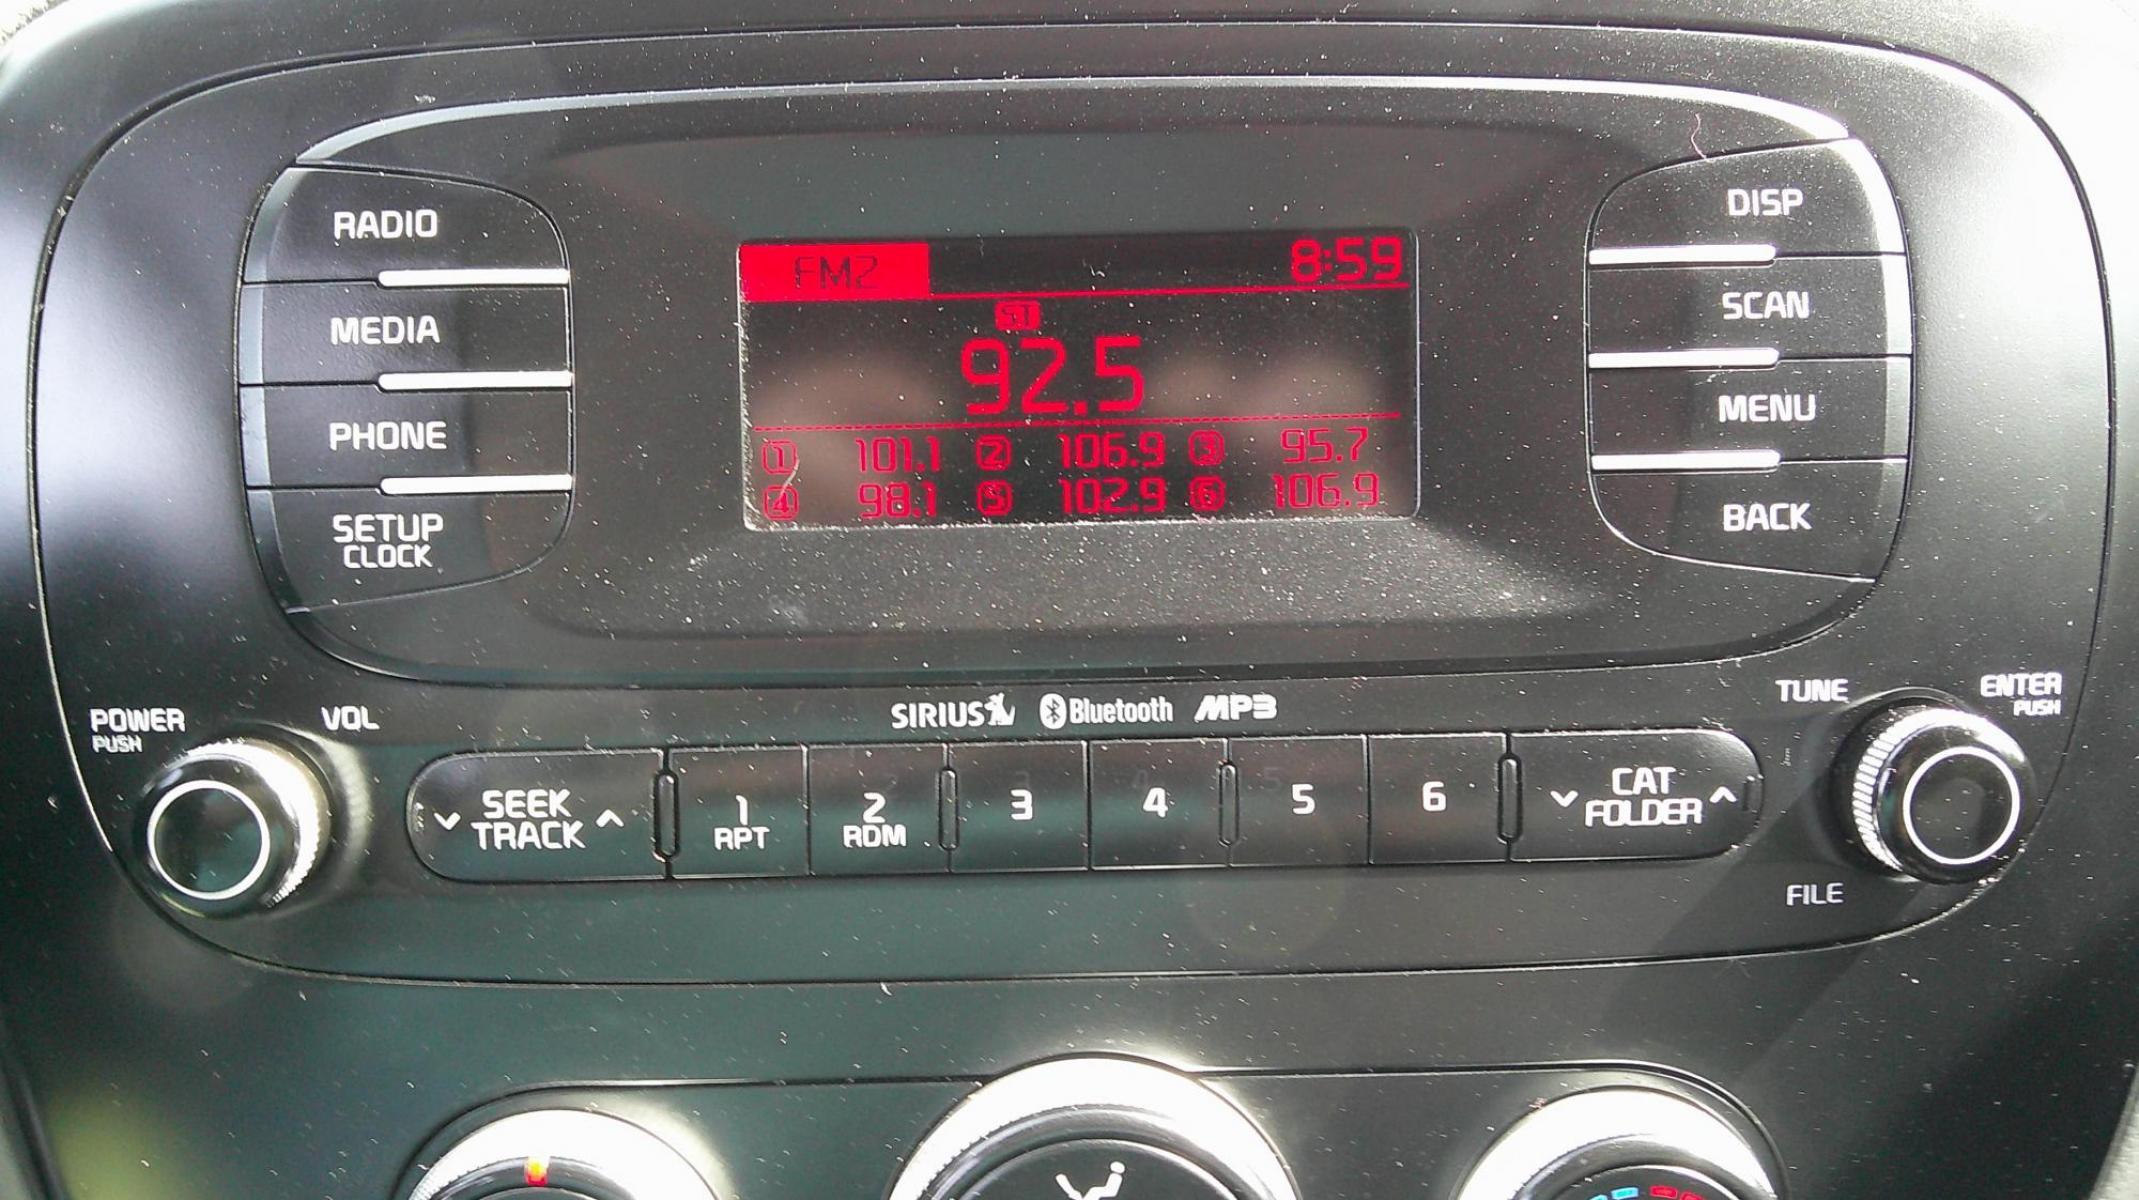 RADIO
MEDIA
PHONE
SETUP
CLOCK
FM2 8:59
ST
92.5
1 101.1 2 106.9 3 95.7
4 98.1 5 102.9 6 106.9
DISP
SCAN
MENU
BACK
POWER
PUSH
VOL
SIRIUS Bluetooth MP3
TUNE
ENTER
PUSH
SEEK
TRACK
1
RPT
2
RDM
3
4
5
6
CAT
FOLDER
FILE